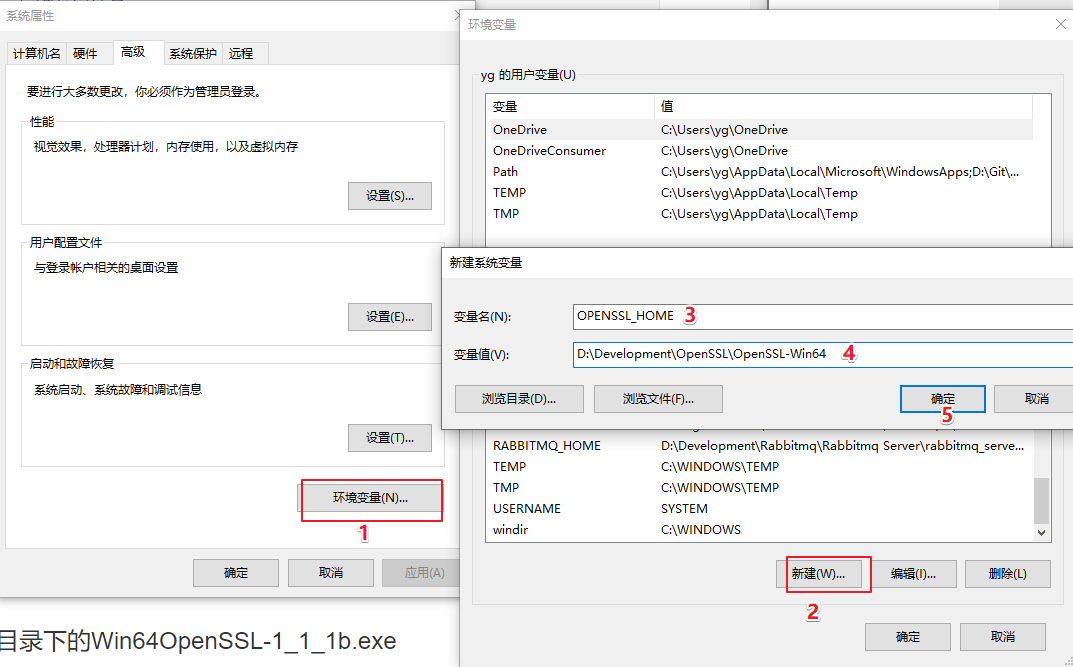 系统属性
计算机名 硬件 高级 系统保护 远程
要进行大多数更改，你必须作为管理员登录。
性能
视觉效果，处理器计划，内存使用，以及虚拟内存
设置(S)...
用户配置文件
与登录帐户相关的桌面设置
设置(E)...
启动和故障恢复
系统启动、系统故障和调试信息
设置(T)...
环境变量(N)...
1
确定 取消 应用(A)
目录下的Win64OpenSSL-1_1_1b.exe
环境变量
yg 的用户变量(U)
变量 值
OneDrive C:\Users\yg\OneDrive
OneDriveConsumer C:\Users\yg\OneDrive
Path C:\Users\yg\AppData\Local\Microsoft\WindowsApps;D:\Git\...
TEMP C:\Users\yg\AppData\Local\Temp
TMP C:\Users\yg\AppData\Local\Temp
新建系统变量
变量名(N): OPENSSL_HOME 3
变量值(V): D:\Development\OpenSSL\OpenSSL-Win64 4
浏览目录(D)... 浏览文件(F)... 确定 取消
5
RABBITMQ_HOME D:\Development\Rabbitmq\Rabbitmq Server\rabbitmq_serve...
TEMP C:\WINDOWS\TEMP
TMP C:\WINDOWS\TEMP
USERNAME SYSTEM
windir C:\WINDOWS
新建(W)... 编辑(I)... 删除(L)
2
确定 取消